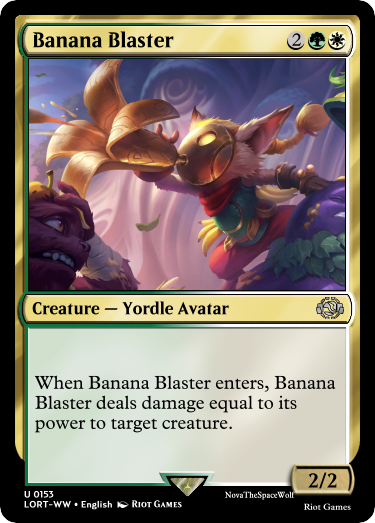 Banana Blaster 2
Creature — Yordle Avatar
When Banana Blaster enters, Banana
Blaster deals damage equal to its
power to target creature.
2/2
U 0153
LORT-WW • English Riot Games NovaTheSpaceWolf
Riot Games